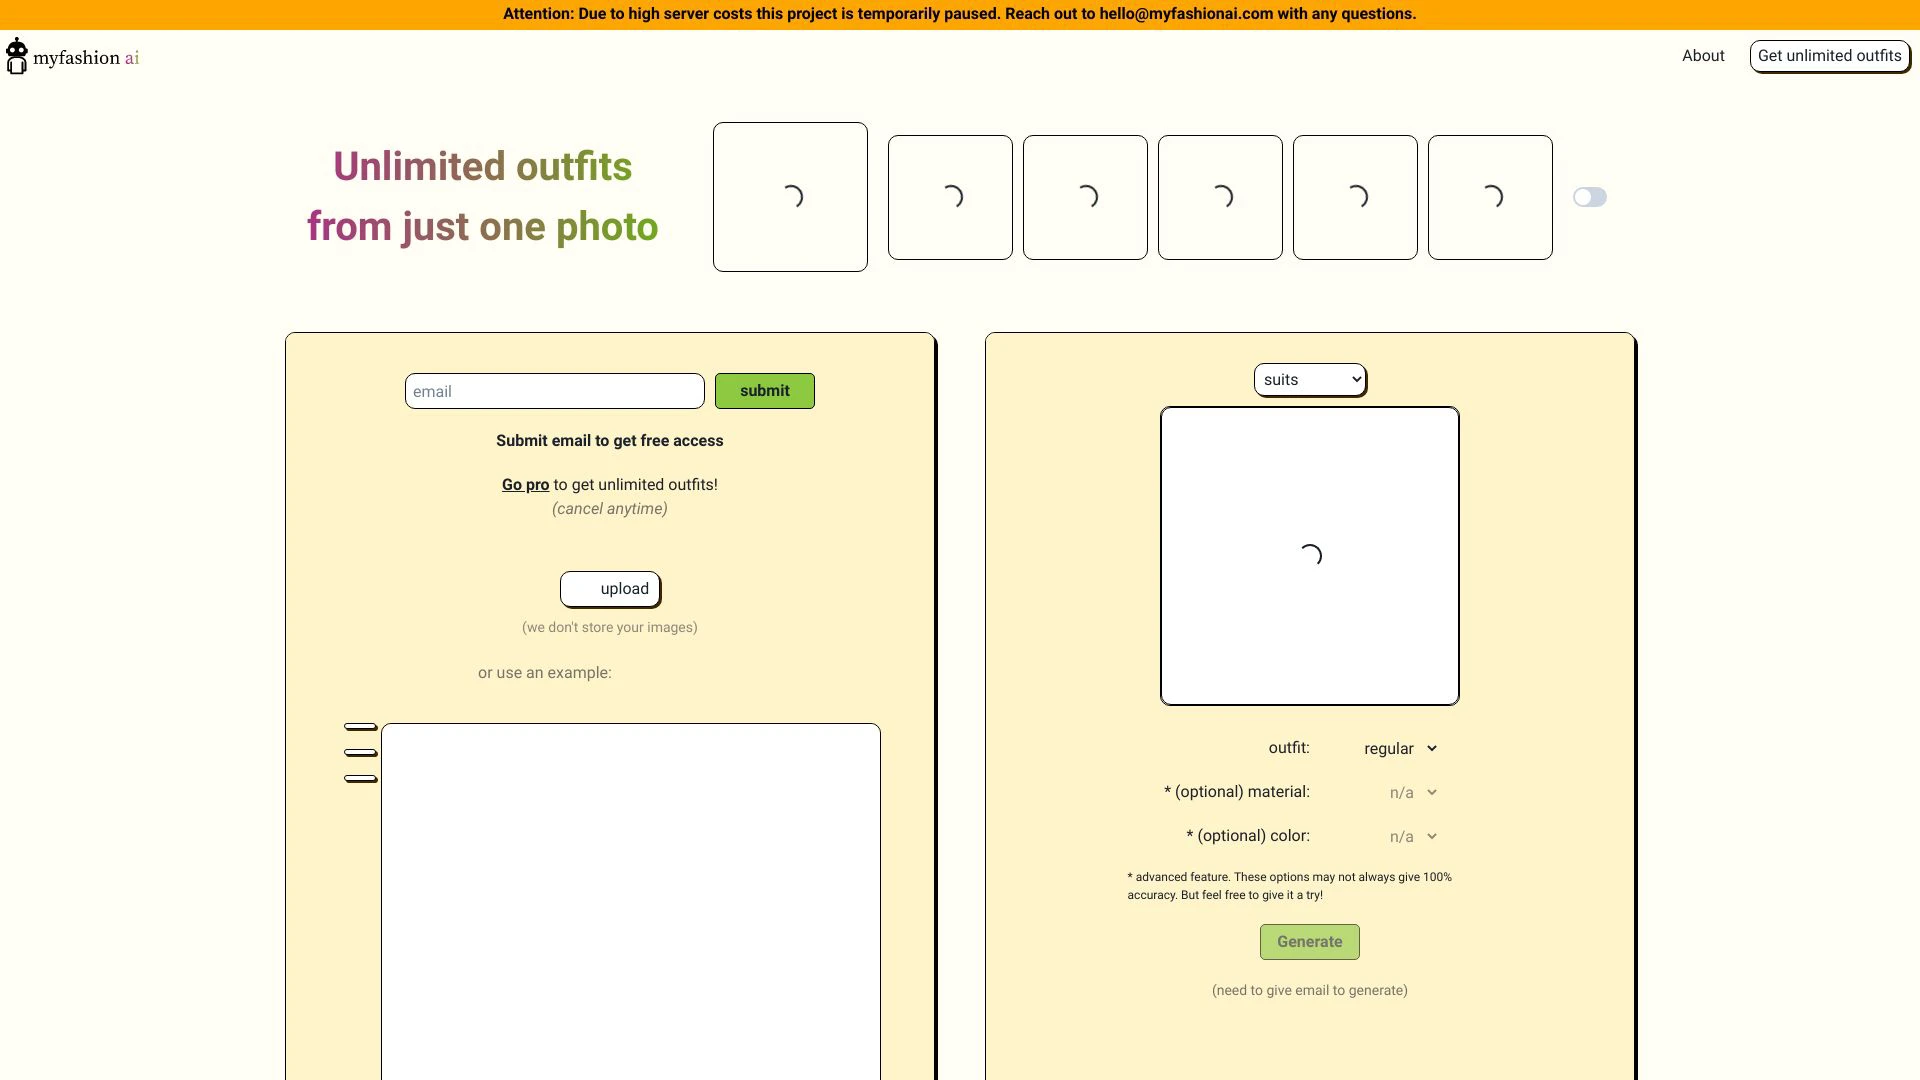 Attention: Due to high server costs this project is temporarily paused. Reach out to hello@myfashionai.com with any questions.
myfashion ai
About
Get unlimited outfits
Unlimited outfits
from just one photo
email
submit
Submit email to get free access
Go pro to get unlimited outfits!
(cancel anytime)
upload
(we don't store your images)
or use an example:
suits
outfit:
regular
* (optional) material:
n/a
* (optional) color:
n/a
* advanced feature. These options may not always give 100%
accuracy. But feel free to give it a try!
Generate
(need to give email to generate)